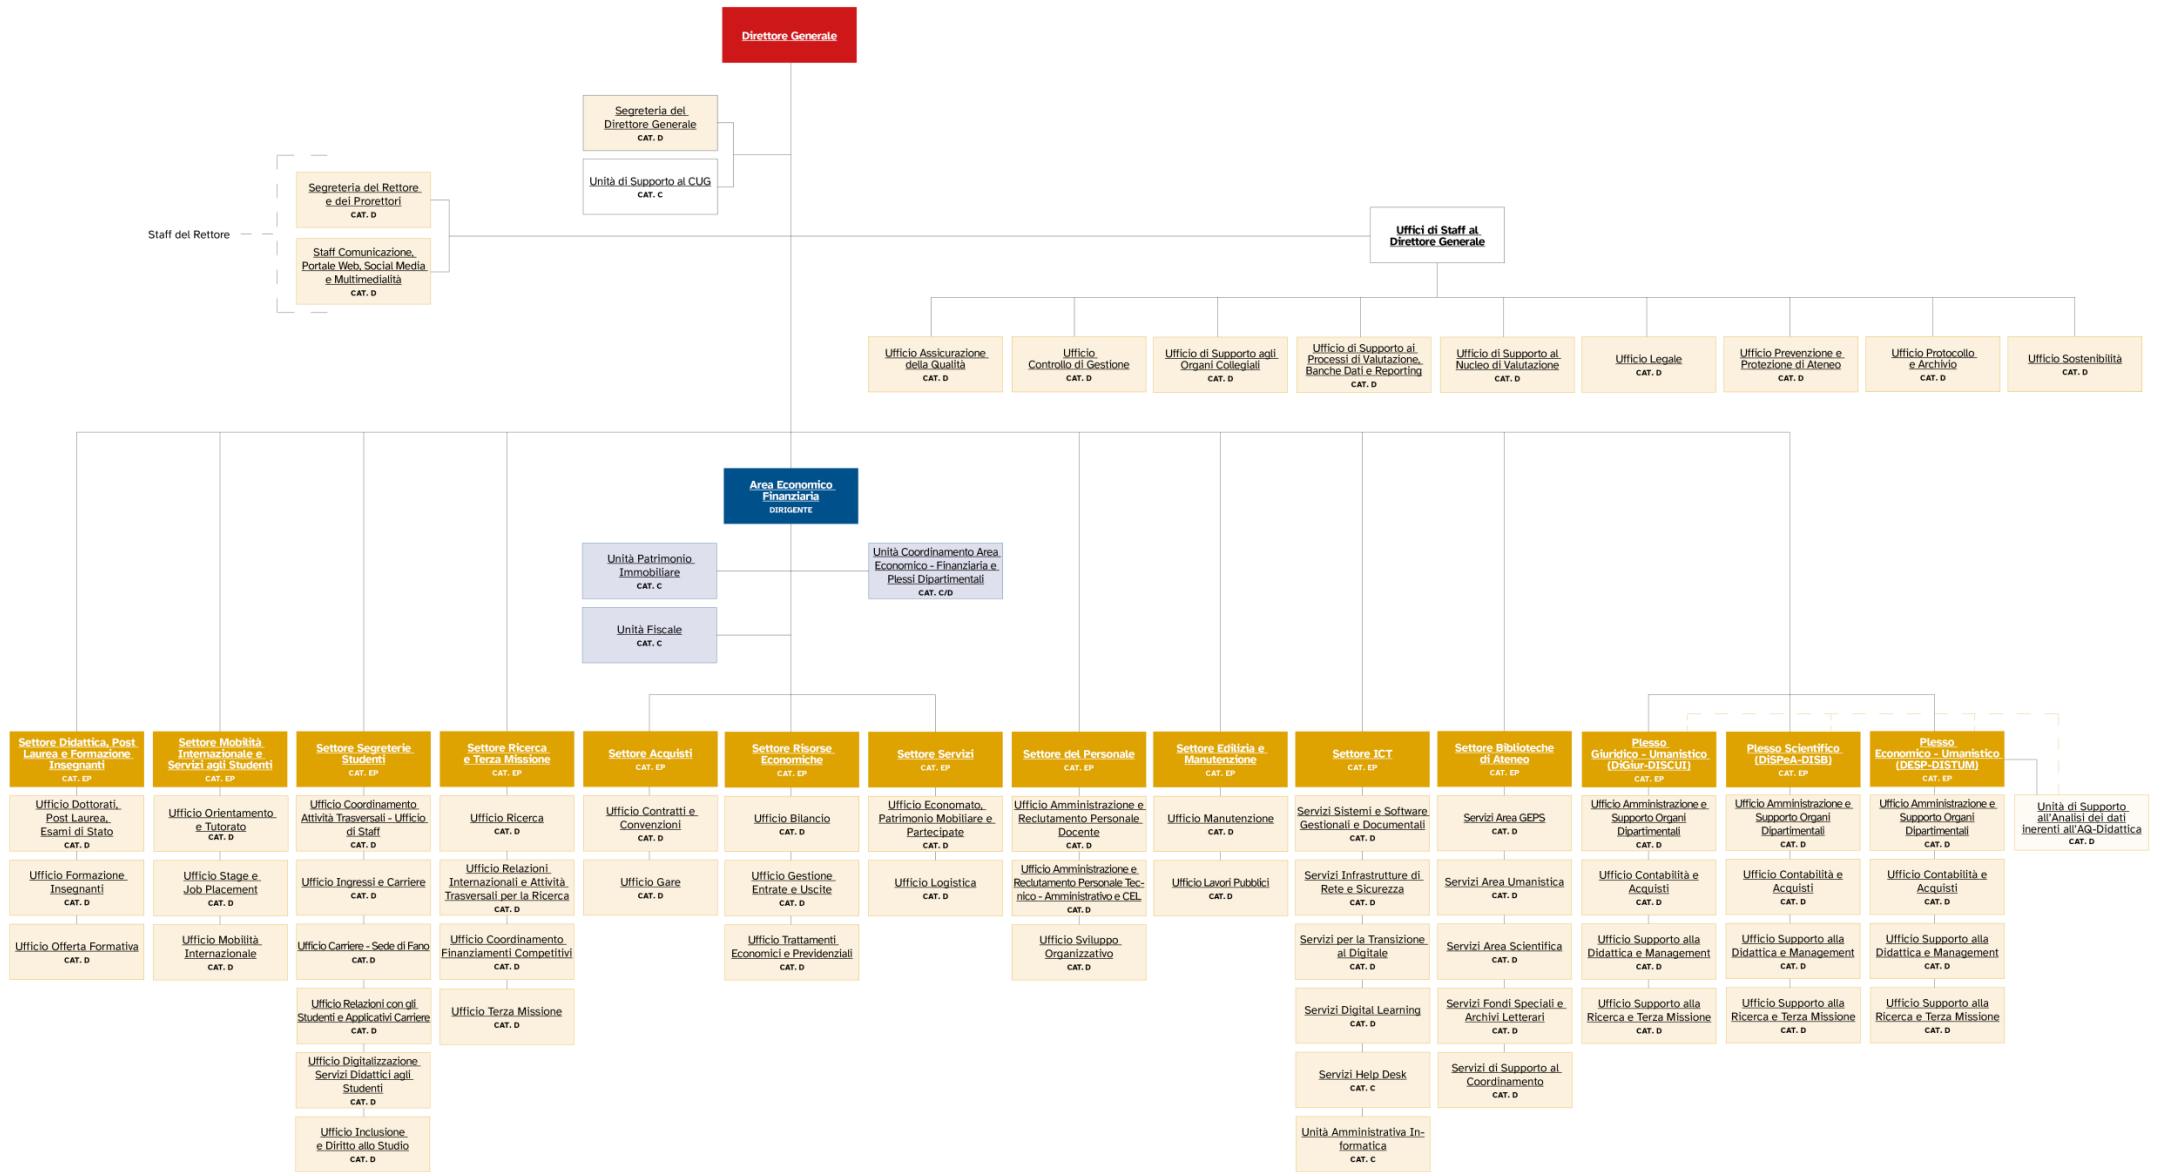 Direttore Generale
Segreteria del
Direttore Generale
CAT. D
Unità di Supporto al CUG
CAT. C
Segreteria del Rettore
e dei Prorettori
CAT. D
Staff del Rettore
Staff Comunicazione,
Portale Web, Social Media
e Multimedialità
CAT. D
Uffici di Staff al
Direttore Generale
Ufficio Assicurazione
della Qualità
CAT. D
Ufficio
Controllo di Gestione
CAT. D
Ufficio di Supporto agli
Organi Collegiali
CAT. D
Ufficio di Supporto ai
Processi di Valutazione,
Banche Dati e Reporting
CAT. D
Ufficio di Supporto al
Nucleo di Valutazione
CAT. D
Ufficio Legale
CAT. D
Ufficio Prevenzione e
Protezione di Ateneo
CAT. D
Ufficio Protocollo
e Archivio
CAT. D
Ufficio Sostenibilità
CAT. D
Area Economico
Finanziaria
DIRIGENTE
Unità Patrimonio
Immobiliare
CAT. C
Unità Coordinamento Area
Economico - Finanziaria e
Plessi Dipartimentali
CAT. C/D
Unità Fiscale
CAT. C
Settore Didattica, Post
Laurea e Formazione
Insegnanti
CAT. EP
Ufficio Dottorati,
Post Laurea,
Esami di Stato
CAT. D
Ufficio Formazione
Insegnanti
CAT. D
Ufficio Offerta Formativa
CAT. D
Settore Mobilità
Internazionale e
Servizi agli Studenti
CAT. EP
Ufficio Orientamento
e Tutorato
CAT. D
Ufficio Stage e
Job Placement
CAT. D
Ufficio Mobilità
Internazionale
CAT. D
Settore Segreterie
Studenti
CAT. EP
Ufficio Coordinamento
Attività Trasversali - Ufficio
di Staff
CAT. D
Ufficio Ingressi e Carriere
CAT. D
Ufficio Carriere - Sede di Fano
CAT. D
Ufficio Relazioni con gli
Studenti e Applicativi Carriere
CAT. D
Ufficio Digitalizzazione
Servizi Didattici agli
Studenti
CAT. D
Ufficio Inclusione
e Diritto allo Studio
CAT. D
Settore Ricerca
e Terza Missione
CAT. EP
Ufficio Ricerca
CAT. D
Ufficio Relazioni
Internazionali e Attività
Trasversali per la Ricerca
CAT. D
Ufficio Coordinamento
Finanziamenti Competitivi
CAT. D
Ufficio Terza Missione
CAT. D
Settore Acquisti
CAT. EP
Ufficio Contratti e
Convenzioni
CAT. D
Ufficio Gare
CAT. D
Settore Risorse
Economiche
CAT. EP
Ufficio Bilancio
CAT. D
Ufficio Gestione
Entrate e Uscite
CAT. D
Ufficio Trattamenti
Economici e Previdenziali
CAT. D
Settore Servizi
CAT. EP
Ufficio Economato,
Patrimonio Mobiliare e
Partecipate
CAT. D
Ufficio Logistica
CAT. D
Settore del Personale
CAT. EP
Ufficio Amministrazione e
Reclutamento Personale
Docente
CAT. D
Ufficio Amministrazione e
Reclutamento Personale Tec-
nico - Amministrativo e CEL
CAT. D
Ufficio Sviluppo
Organizzativo
CAT. D
Settore Edilizia e
Manutenzione
CAT. EP
Ufficio Manutenzione
CAT. D
Ufficio Lavori Pubblici
CAT. D
Settore ICT
CAT. EP
Servizi Sistemi e Software
Gestionali e Documentali
CAT. D
Servizi Infrastrutture di
Rete e Sicurezza
CAT. D
Servizi per la Transizione
al Digitale
CAT. D
Servizi Digital Learning
CAT. D
Servizi Help Desk
CAT. C
Unità Amministrativa In-
formatica
CAT. C
Settore Biblioteche
di Ateneo
CAT. EP
Servizi Area GEPS
CAT. D
Servizi Area Umanistica
CAT. D
Servizi Area Scientifica
CAT. D
Servizi Fondi Speciali e
Archivi Letterari
CAT. D
Servizi di Supporto al
Coordinamento
CAT. D
Plesso
Giuridico - Umanistico
(DiGiur-DISCUI)
CAT. EP
Ufficio Amministrazione e
Supporto Organi
Dipartimentali
CAT. D
Ufficio Contabilità e
Acquisti
CAT. D
Ufficio Supporto alla
Didattica e Management
CAT. D
Ufficio Supporto alla
Ricerca e Terza Missione
CAT. D
Plesso Scientifico
(DiSPeA-DISB)
CAT. EP
Ufficio Amministrazione e
Supporto Organi
Dipartimentali
CAT. D
Ufficio Contabilità e
Acquisti
CAT. D
Ufficio Supporto alla
Didattica e Management
CAT. D
Ufficio Supporto alla
Ricerca e Terza Missione
CAT. D
Plesso
Economico - Umanistico
(DESP-DISTUM)
CAT. EP
Ufficio Amministrazione e
Supporto Organi
Dipartimentali
CAT. D
Ufficio Contabilità e
Acquisti
CAT. D
Ufficio Supporto alla
Didattica e Management
CAT. D
Ufficio Supporto alla
Ricerca e Terza Missione
CAT. D
Unità di Supporto
all'Analisi dei dati
inerenti all'AQ-Didattica
CAT. D